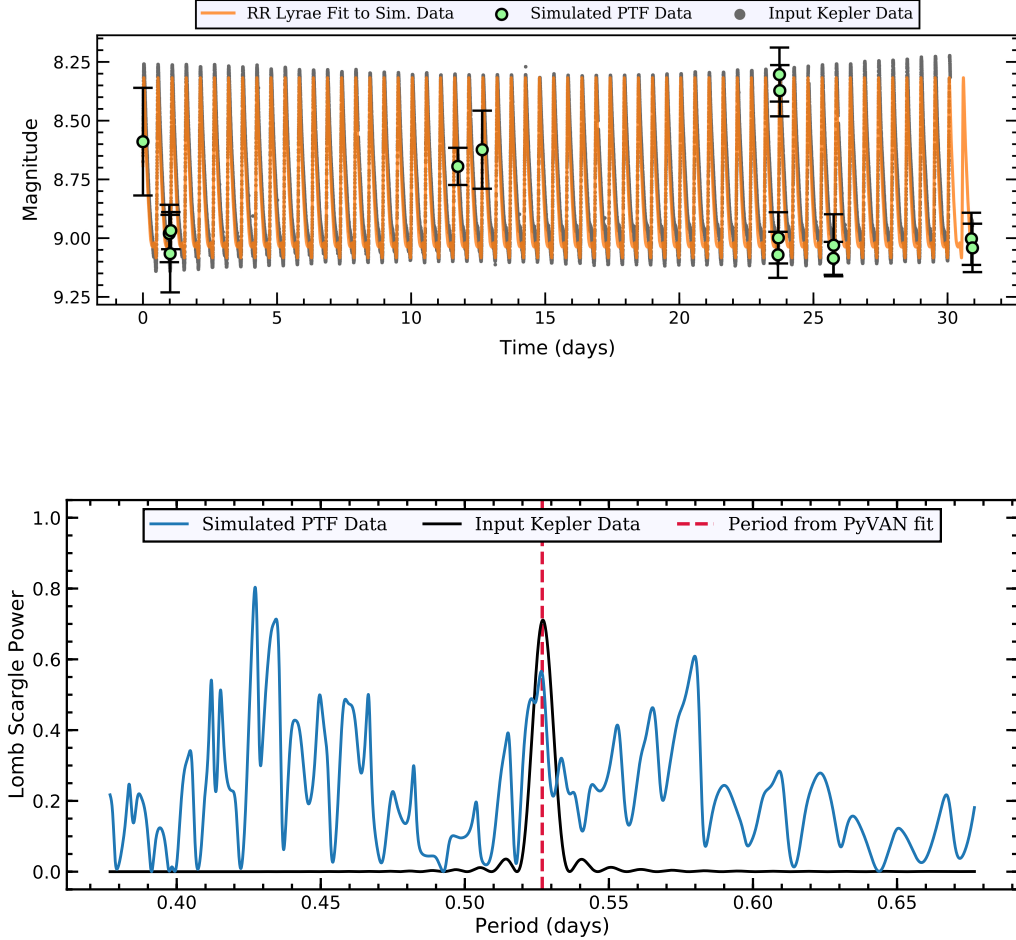 RR Lyrae Fit to Sim. Data Simulated PTF Data Input Kepler Data
8.25
8.50
8.75
9.00
9.25
Magnitude
0 5 10 15 20 25 30
Time (days)
Simulated PTF Data Input Kepler Data Period from PyVAN fit
1.0
0.8
0.6
0.4
0.2
0.0
Lomb Scargle Power
0.40 0.45 0.50 0.55 0.60 0.65
Period (days)